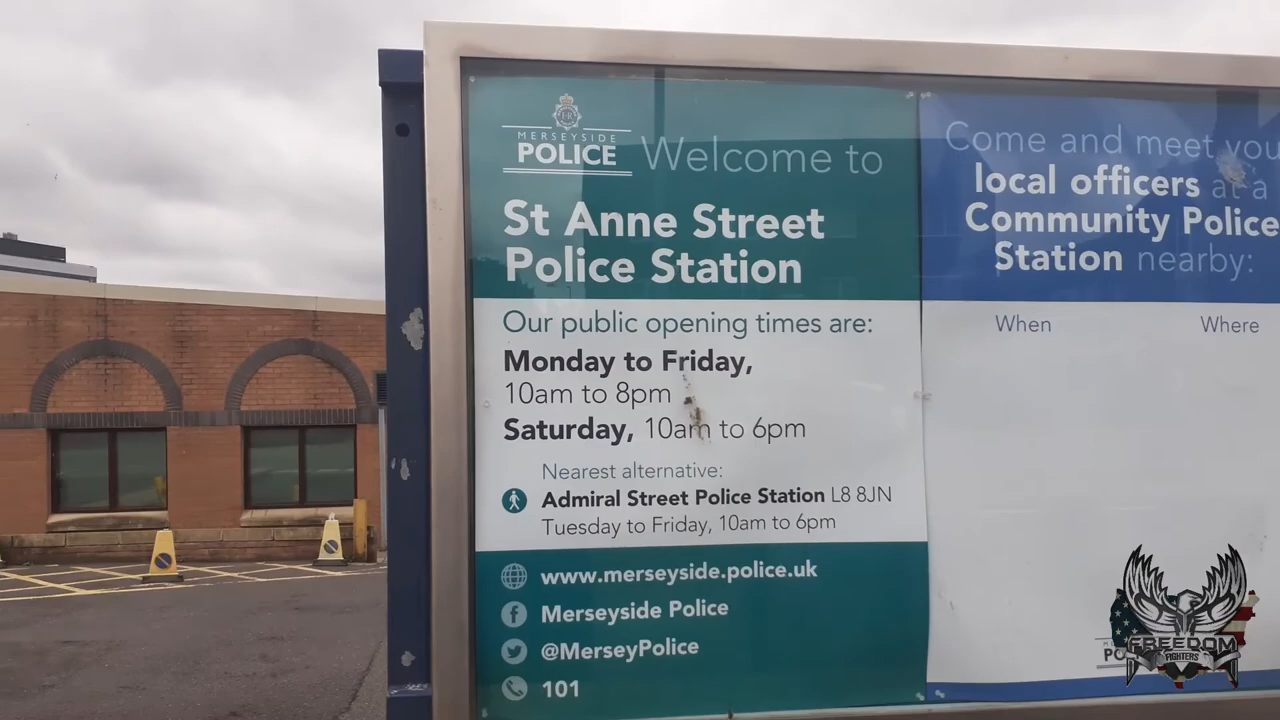 MERSEYSIDE
POLICE
Welcome to
St Anne Street
Police Station
Our public opening times are:
Monday to Friday,
10am to 8pm
Saturday, 10am to 6pm
Nearest alternative:
Admiral Street Police Station L8 8JN
Tuesday to Friday, 10am to 6pm
www.merseyside.police.uk
Merseyside Police
@MerseyPolice
101
Come and meet you
local officers at a
Community Police
Station nearby:
When Where
FREEDOM
FIGHTERS